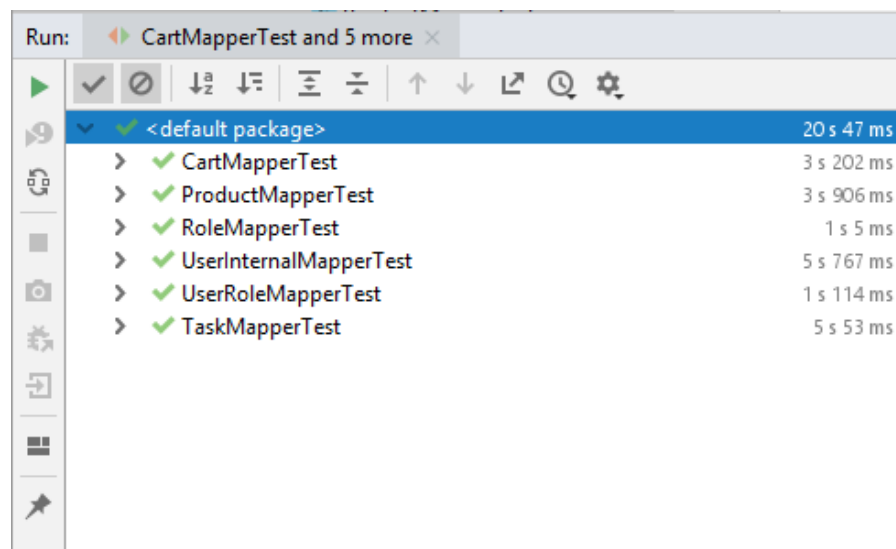 Run: CartMapperTest and 5 more
<default package> 20 s 47 ms
CartMapperTest 3 s 202 ms
ProductMapperTest 3 s 906 ms
RoleMapperTest 1 s 5 ms
UserInternalMapperTest 5 s 767 ms
UserRoleMapperTest 1 s 114 ms
TaskMapperTest 5 s 53 ms